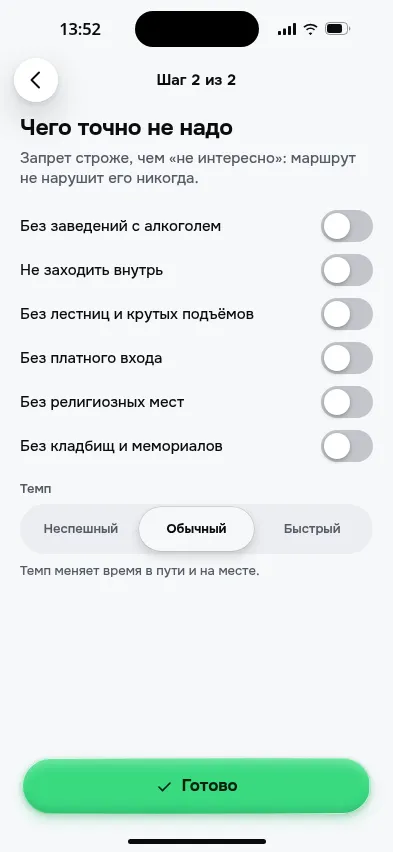 13:52
Шаг 2 из 2
Чего точно не надо
Запрет строже, чем «не интересно»: маршрут
не нарушит его никогда.
Без заведений с алкоголем
Не заходить внутрь
Без лестниц и крутых подъёмов
Без платного входа
Без религиозных мест
Без кладбищ и мемориалов
Темп
Неспешный Обычный Быстрый
Темп меняет время в пути и на месте.
Готово